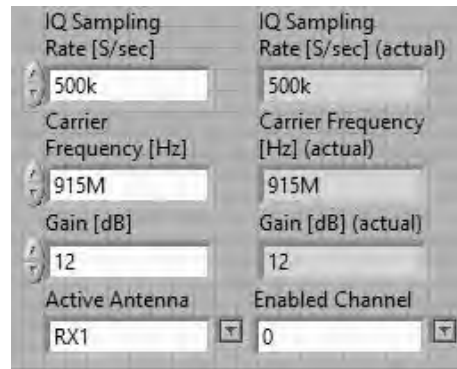 IQ Sampling
Rate [S/sec]
500k
Carrier
Frequency [Hz]
915M
Gain [dB]
12
Active Antenna
RX1
IQ Sampling
Rate [S/sec] (actual)
500k
Carrier Frequency
[Hz] (actual)
915M
Gain [dB] (actual)
12
Enabled Channel
0